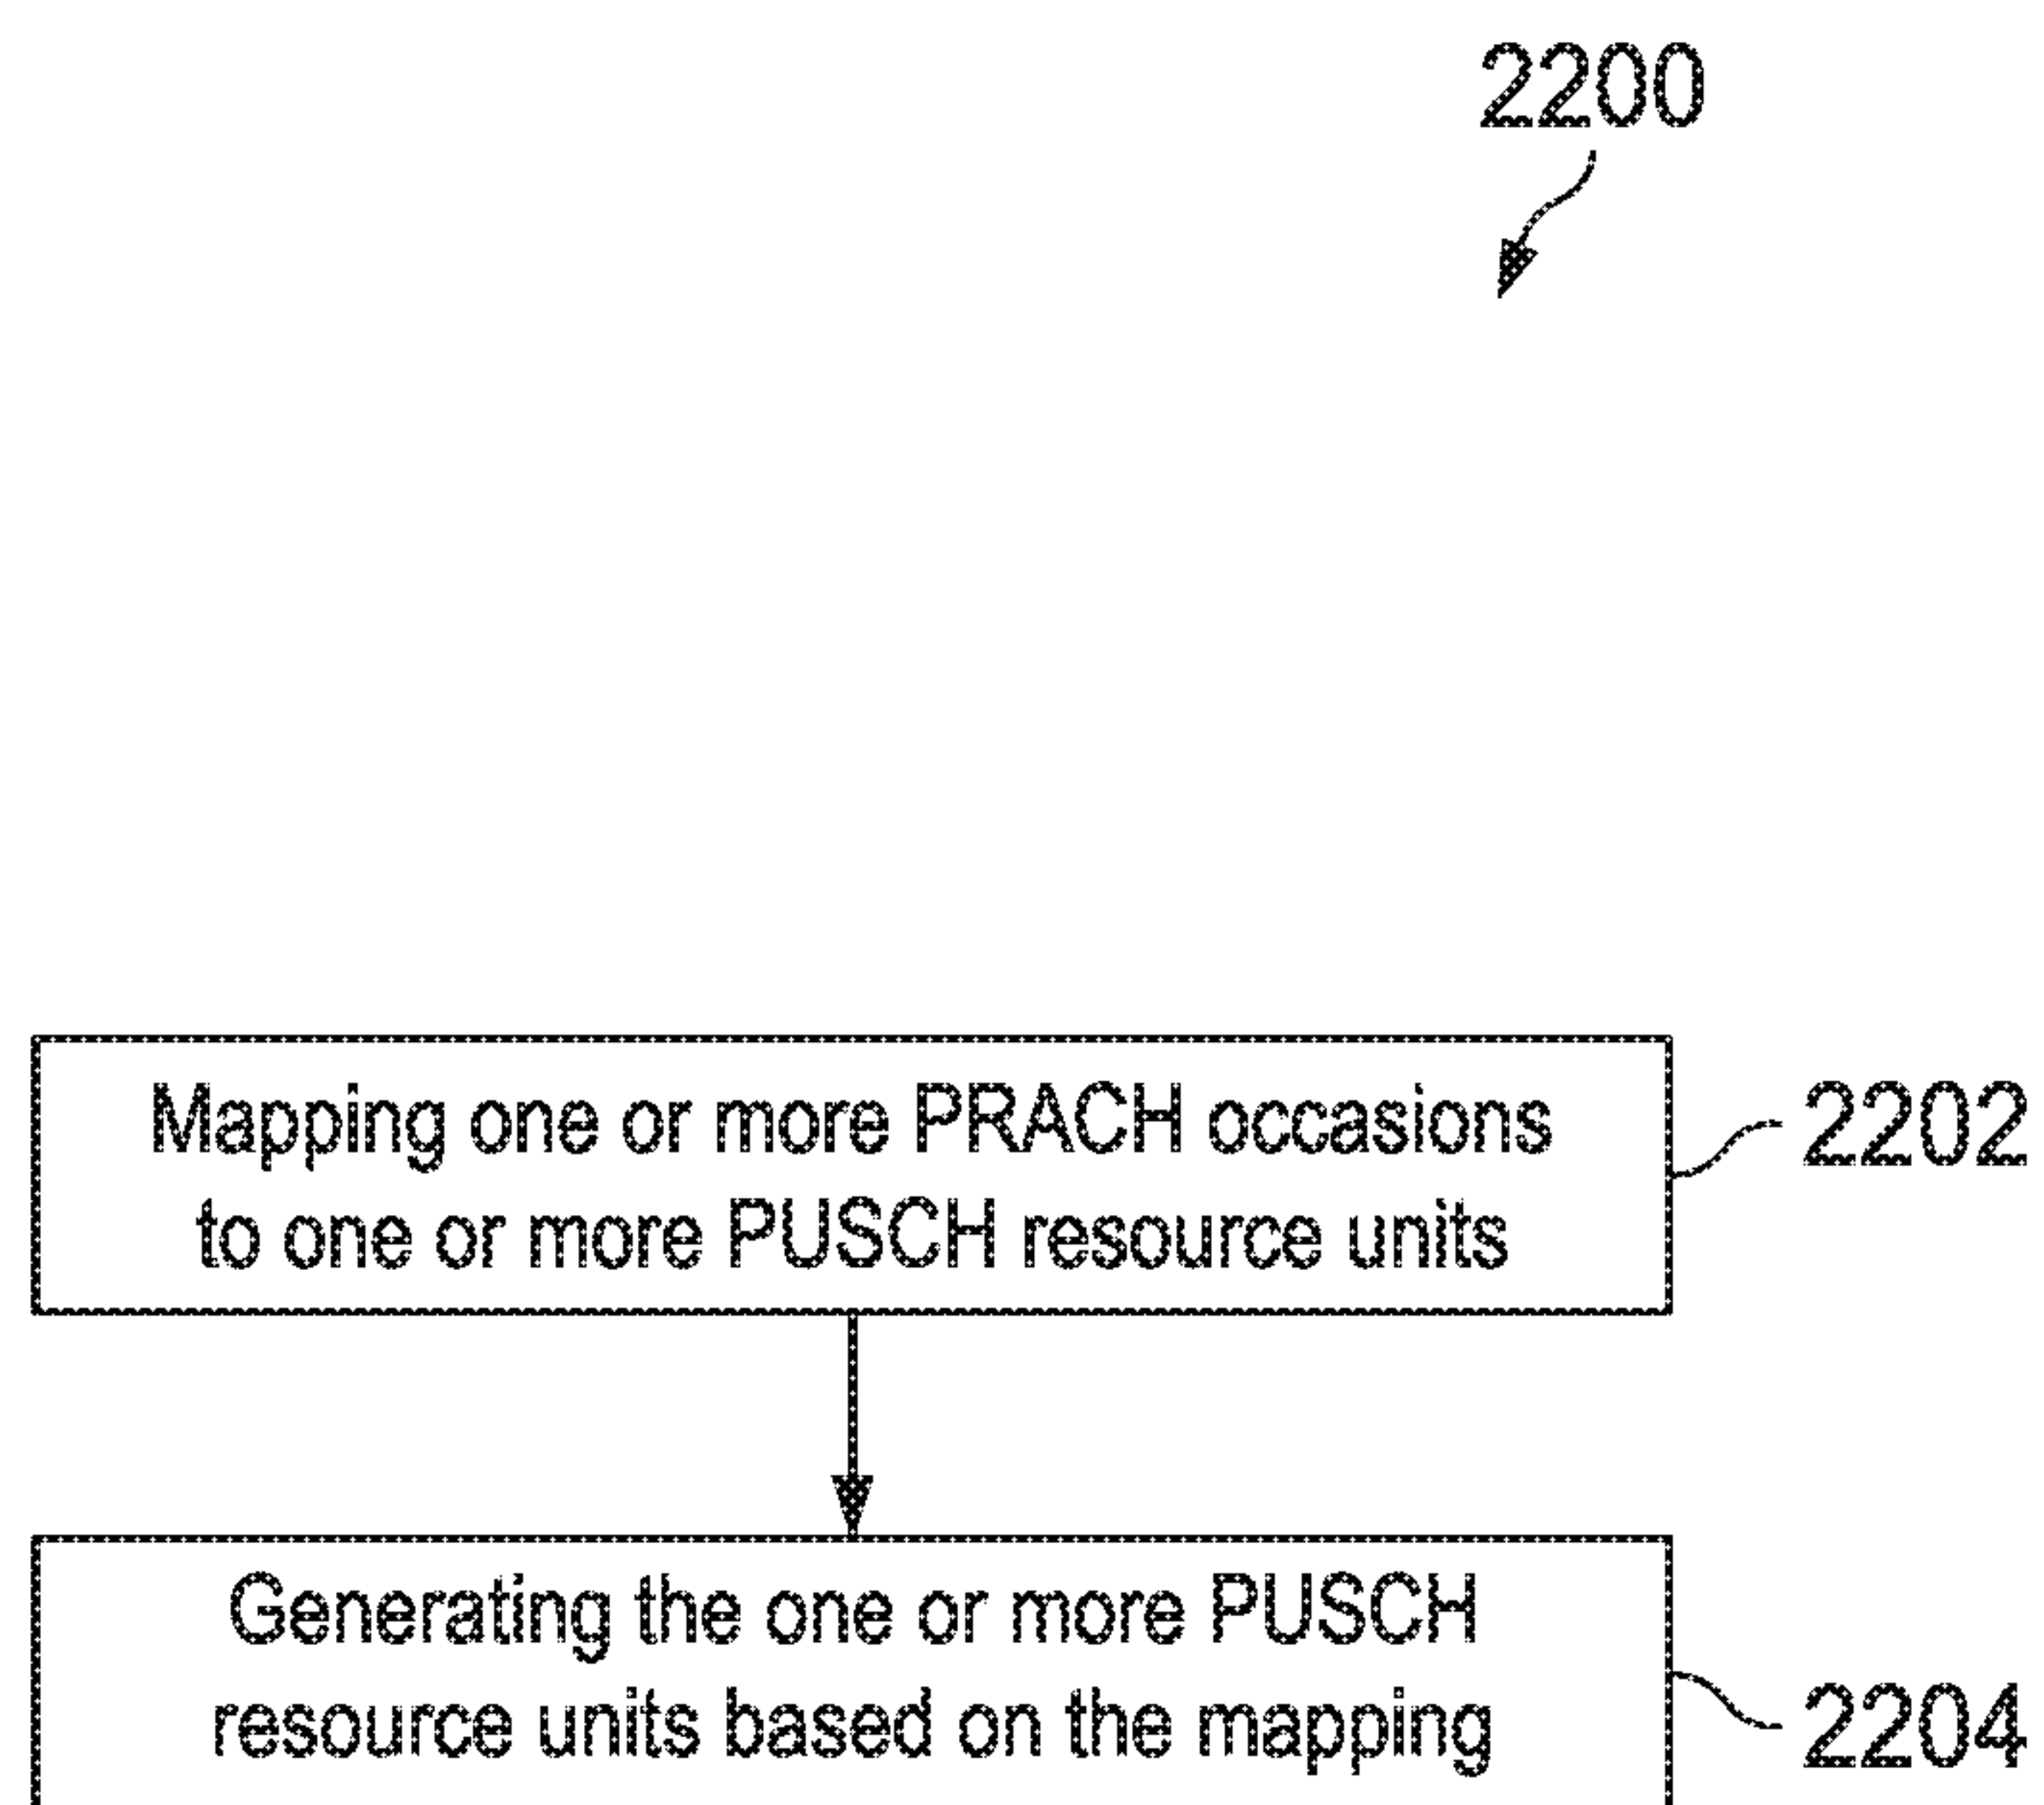 2200
Mapping one or more PRACH occasions
to one or more PUSCH resource units
2202
Generating the one or more PUSCH
resource units based on the mapping
2204